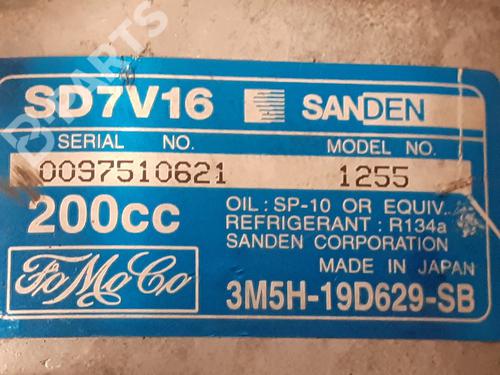 SD7V16 SANDEN
SERIAL NO. MODEL NO.
0097510621 1255
200cc
OIL : SP-10 OR EQUIV.
REFRIGERANT : R134a
SANDEN CORPORATION
MADE IN JAPAN
FoMoCo 3M5H-19D629-SB